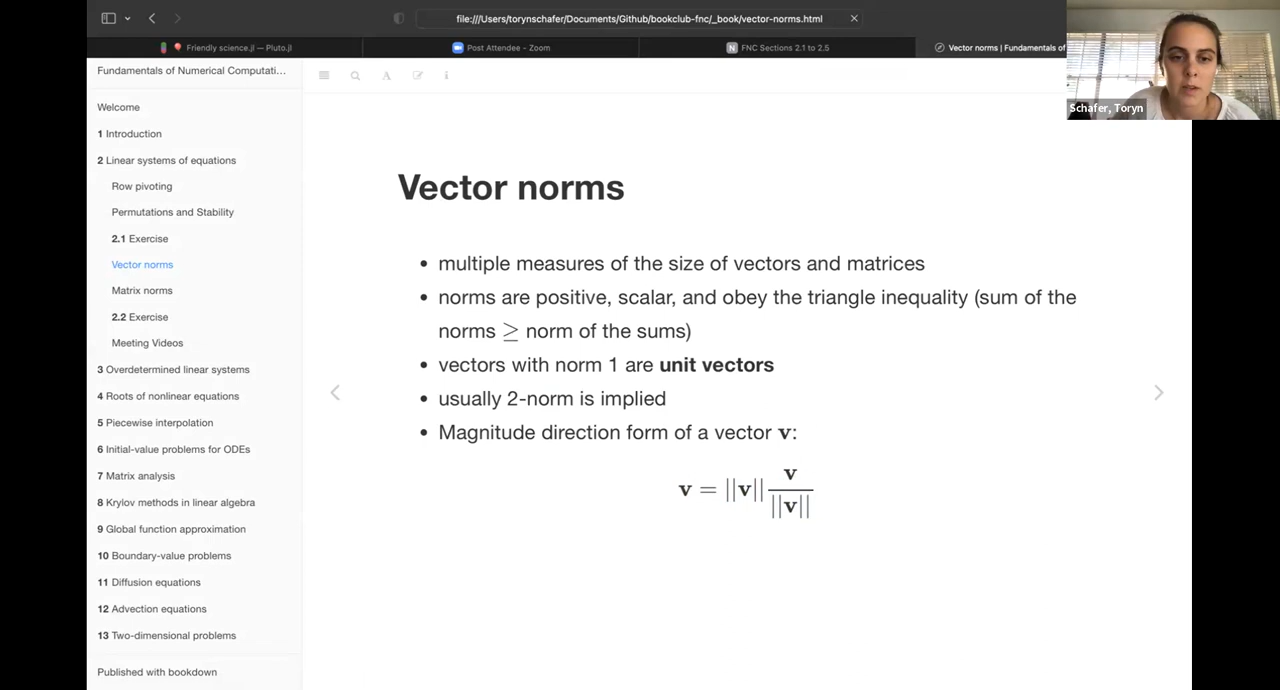 file:///Users/torynschafer/Documents/Github/bookclub-fnc/_book/vector-norms.html
Friendly science.jl — Pluto.jl
Post Attendee - Zoom
N FNC Sections 2.1 to 2.5
Vector norms | Fundamentals of
Schafer, Toryn
Fundamentals of Numerical Computati...
Welcome
1 Introduction
2 Linear systems of equations
Row pivoting
Permutations and Stability
2.1 Exercise
Vector norms
Matrix norms
2.2 Exercise
Meeting Videos
3 Overdetermined linear systems
4 Roots of nonlinear equations
5 Piecewise interpolation
6 Initial-value problems for ODEs
7 Matrix analysis
8 Krylov methods in linear algebra
9 Global function approximation
10 Boundary-value problems
11 Diffusion equations
12 Advection equations
13 Two-dimensional problems
Published with bookdown
A i
Vector norms
• multiple measures of the size of vectors and matrices
• norms are positive, scalar, and obey the triangle inequality (sum of the
norms ≥ norm of the sums)
• vectors with norm 1 are unit vectors
• usually 2-norm is implied
• Magnitude direction form of a vector v:
v = ||v|| v / ||v||